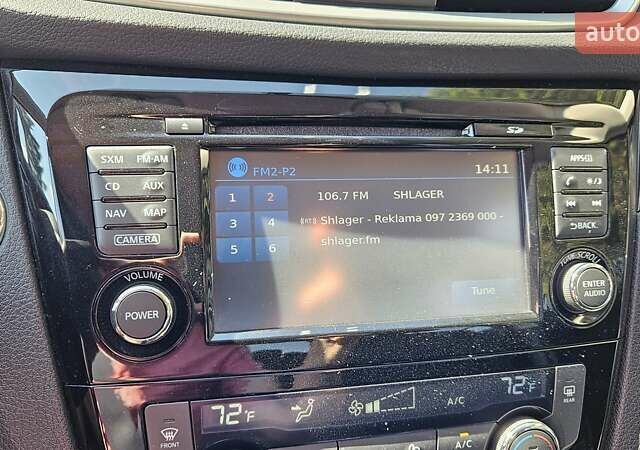 auto
SD
SXM FM·AM
CD AUX
NAV MAP
CAMERA
VOLUME
POWER
FM2-P2 14:11
1 2
3 4
5 6
106.7 FM SHLAGER
Shlager - Reklama 097 2369 000 -
shlager.fm
Tune
APPS
BACK
TUNE·SCROLL
ENTER
AUDIO
72°F
A/C
72°F
FRONT
REAR
A/C